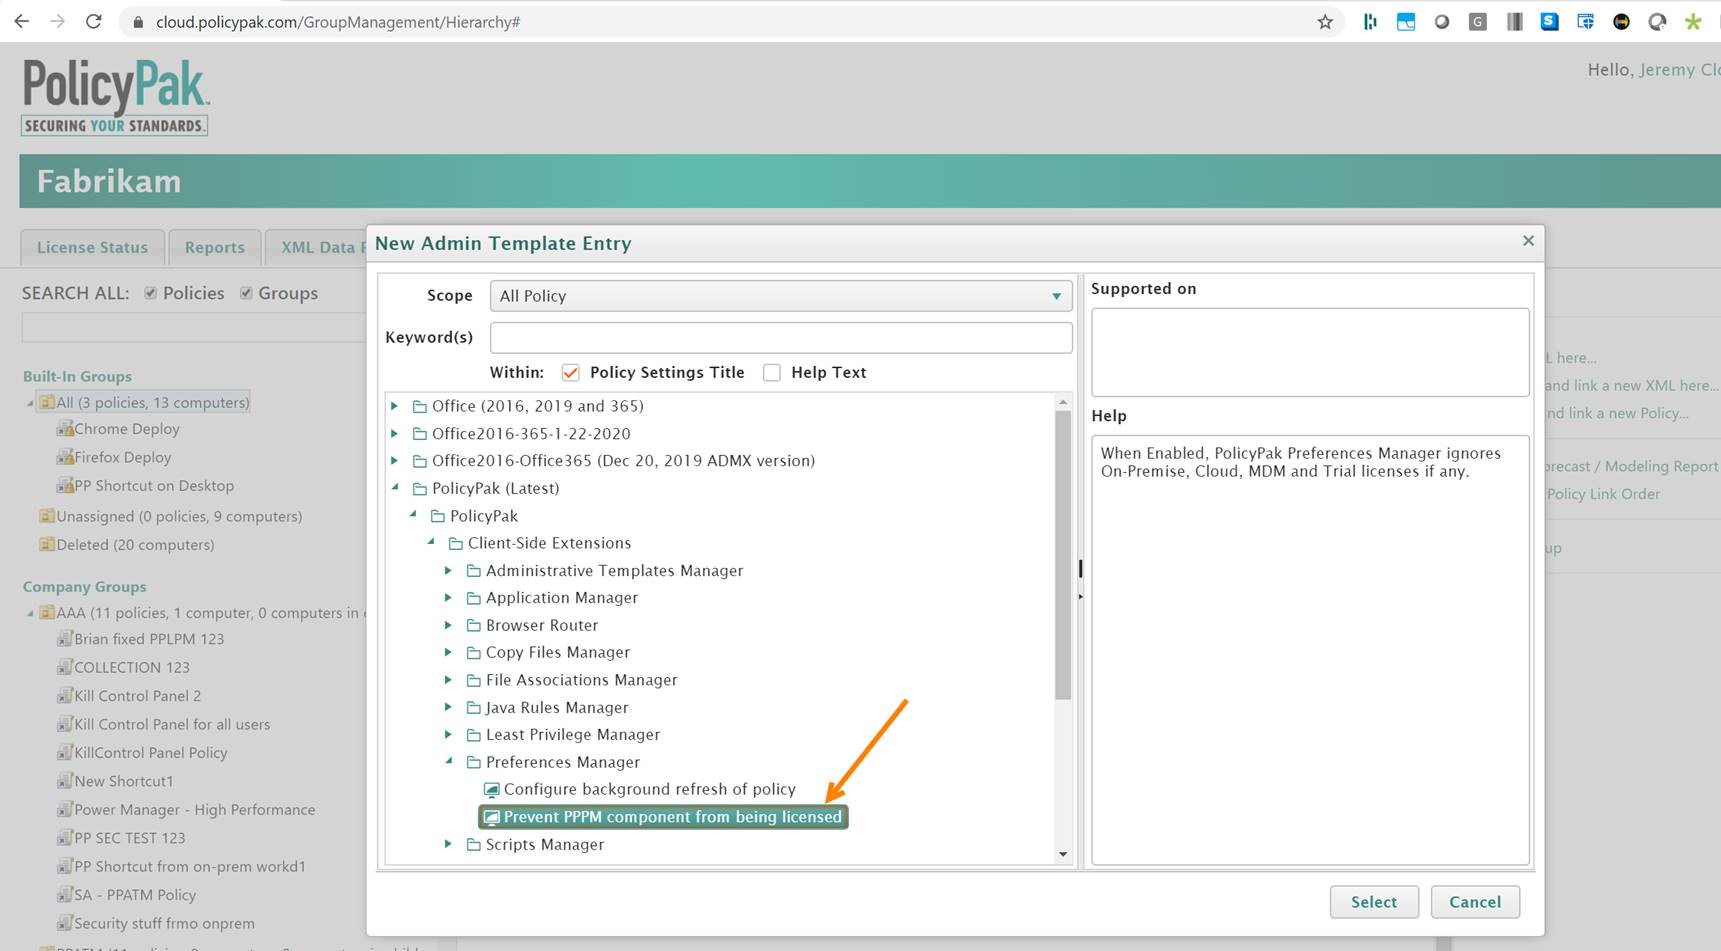 cloud.policypak.com/GroupManagement/Hierarchy#
PolicyPak
SECURING YOUR STANDARDS.
Hello, Jeremy
Fabrikam
License Status
Reports
XML Data
SEARCH ALL: Policies Groups
Built-In Groups
All (3 policies, 13 computers)
Chrome Deploy
Firefox Deploy
PP Shortcut on Desktop
Unassigned (0 policies, 9 computers)
Deleted (20 computers)
Company Groups
AAA (11 policies, 1 computer, 0 computers in
Brian fixed PPLPM 123
COLLECTION 123
Kill Control Panel 2
Kill Control Panel for all users
KillControl Panel Policy
New Shortcut1
Power Manager - High Performance
PP SEC TEST 123
PP Shortcut from on-prem workd1
SA - PPATM Policy
Security stuff frmo onprem
New Admin Template Entry
Scope
All Policy
Keyword(s)
Within: Policy Settings Title Help Text
Office (2016, 2019 and 365)
Office2016-365-1-22-2020
Office2016-Office365 (Dec 20, 2019 ADMX version)
PolicyPak (Latest)
PolicyPak
Client-Side Extensions
Administrative Templates Manager
Application Manager
Browser Router
Copy Files Manager
File Associations Manager
Java Rules Manager
Least Privilege Manager
Preferences Manager
Configure background refresh of policy
Prevent PPPM component from being licensed
Scripts Manager
Supported on
Help
When Enabled, PolicyPak Preferences Manager ignores
On-Premise, Cloud, MDM and Trial licenses if any.
Select
Cancel
L here...
and link a new XML here...
nd link a new Policy...
orecast / Modeling Report
Policy Link Order
up